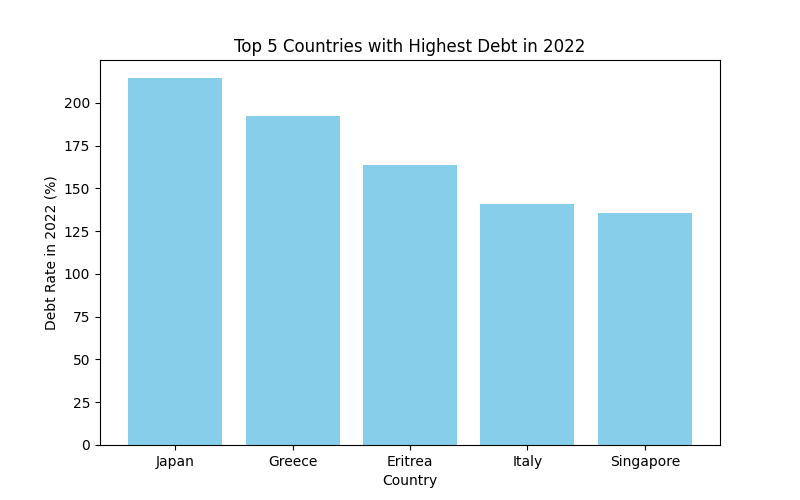 Top 5 Countries with Highest Debt in 2022
Debt Rate in 2022 (%)
200
175
150
125
100
75
50
25
0
Japan Greece Eritrea Italy Singapore
Country